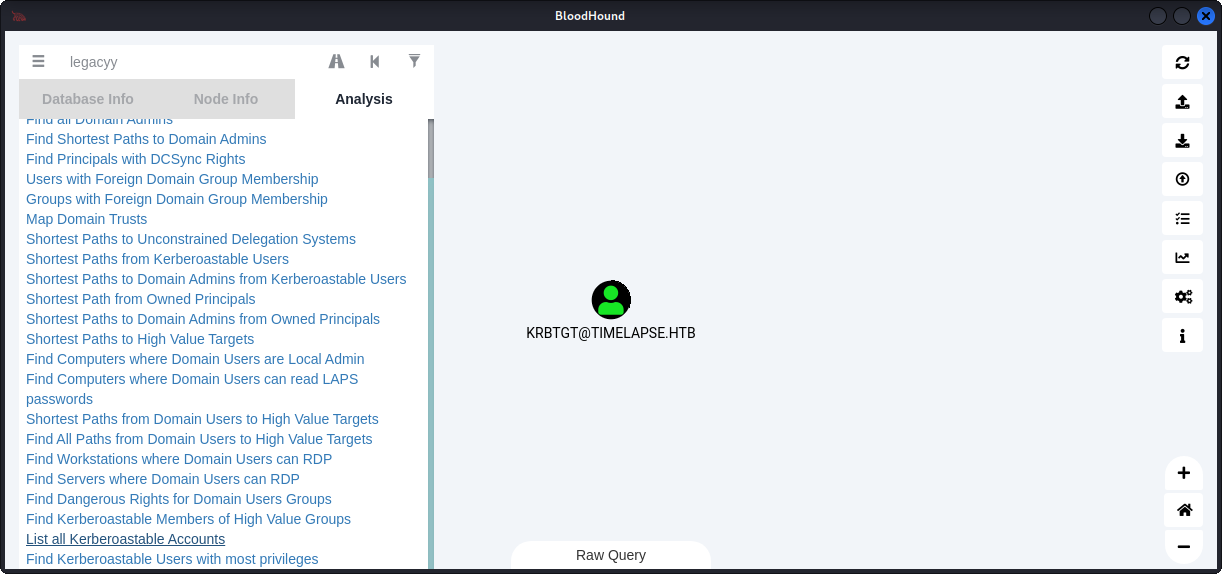 BloodHound
legacyy
Database Info
Node Info
Analysis
Find all Domain Admins
Find Shortest Paths to Domain Admins
Find Principals with DCSync Rights
Users with Foreign Domain Group Membership
Groups with Foreign Domain Group Membership
Map Domain Trusts
Shortest Paths to Unconstrained Delegation Systems
Shortest Paths from Kerberoastable Users
Shortest Paths to Domain Admins from Kerberoastable Users
Shortest Path from Owned Principals
Shortest Paths to Domain Admins from Owned Principals
Shortest Paths to High Value Targets
Find Computers where Domain Users are Local Admin
Find Computers where Domain Users can read LAPS
passwords
Shortest Paths from Domain Users to High Value Targets
Find All Paths from Domain Users to High Value Targets
Find Workstations where Domain Users can RDP
Find Servers where Domain Users can RDP
Find Dangerous Rights for Domain Users Groups
Find Kerberoastable Members of High Value Groups
List all Kerberoastable Accounts
Find Kerberoastable Users with most privileges
KRBTGT@TIMELAPSE.HTB
Raw Query